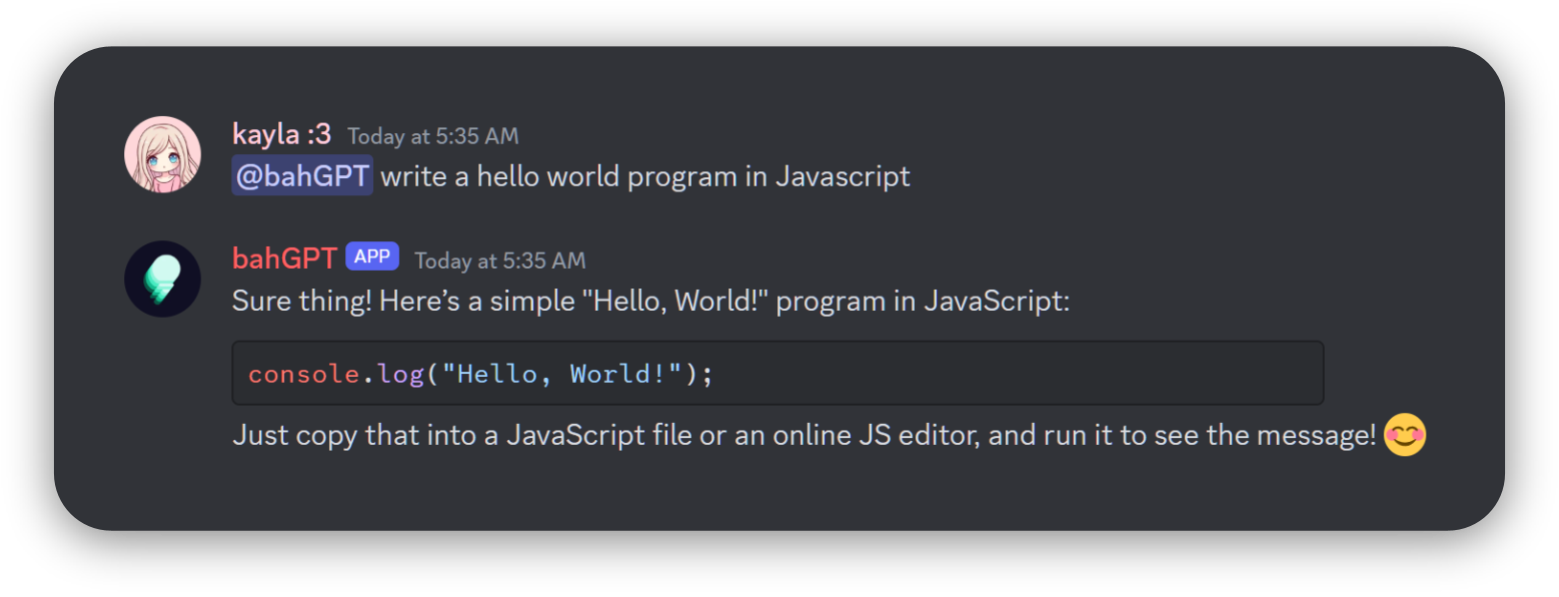 kayla :3 Today at 5:35 AM
@bahGPT write a hello world program in Javascript
bahGPT APP Today at 5:35 AM
Sure thing! Here’s a simple "Hello, World!" program in JavaScript:
console.log("Hello, World!");
Just copy that into a JavaScript file or an online JS editor, and run it to see the message! 😊